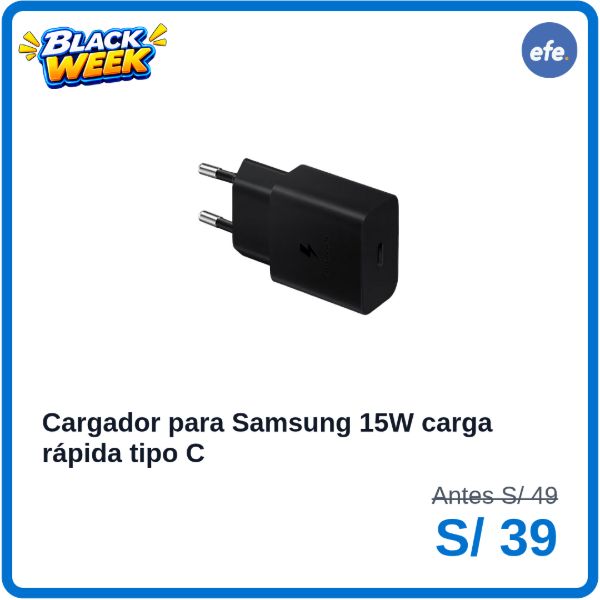 BLACK
WEEK
efe.
Cargador para Samsung 15W carga
rápida tipo C
Antes S/ 49
S/ 39